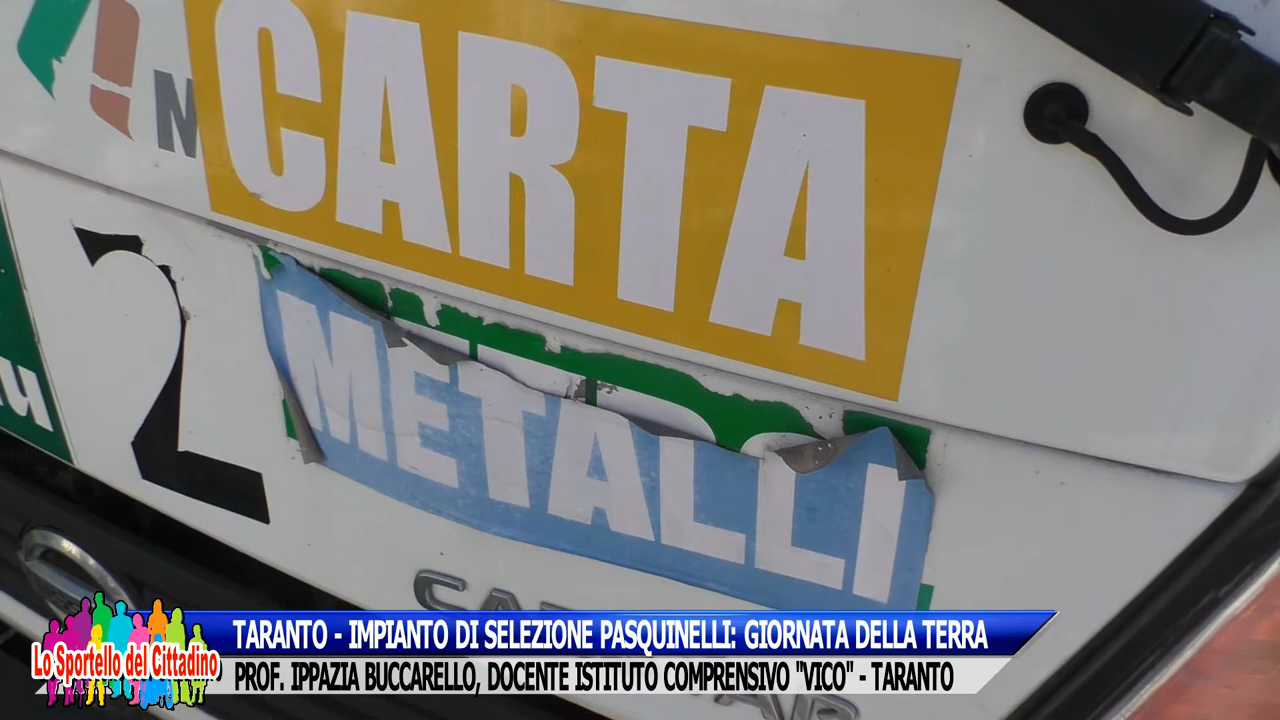 N
CARTA
2
METALLI
Lo Sportello del Cittadino
TARANTO - IMPIANTO DI SELEZIONE PASQUINELLI: GIORNATA DELLA TERRA
PROF. IPPAZIA BUCCARELLO, DOCENTE ISTITUTO COMPRENSIVO "VICO" - TARANTO